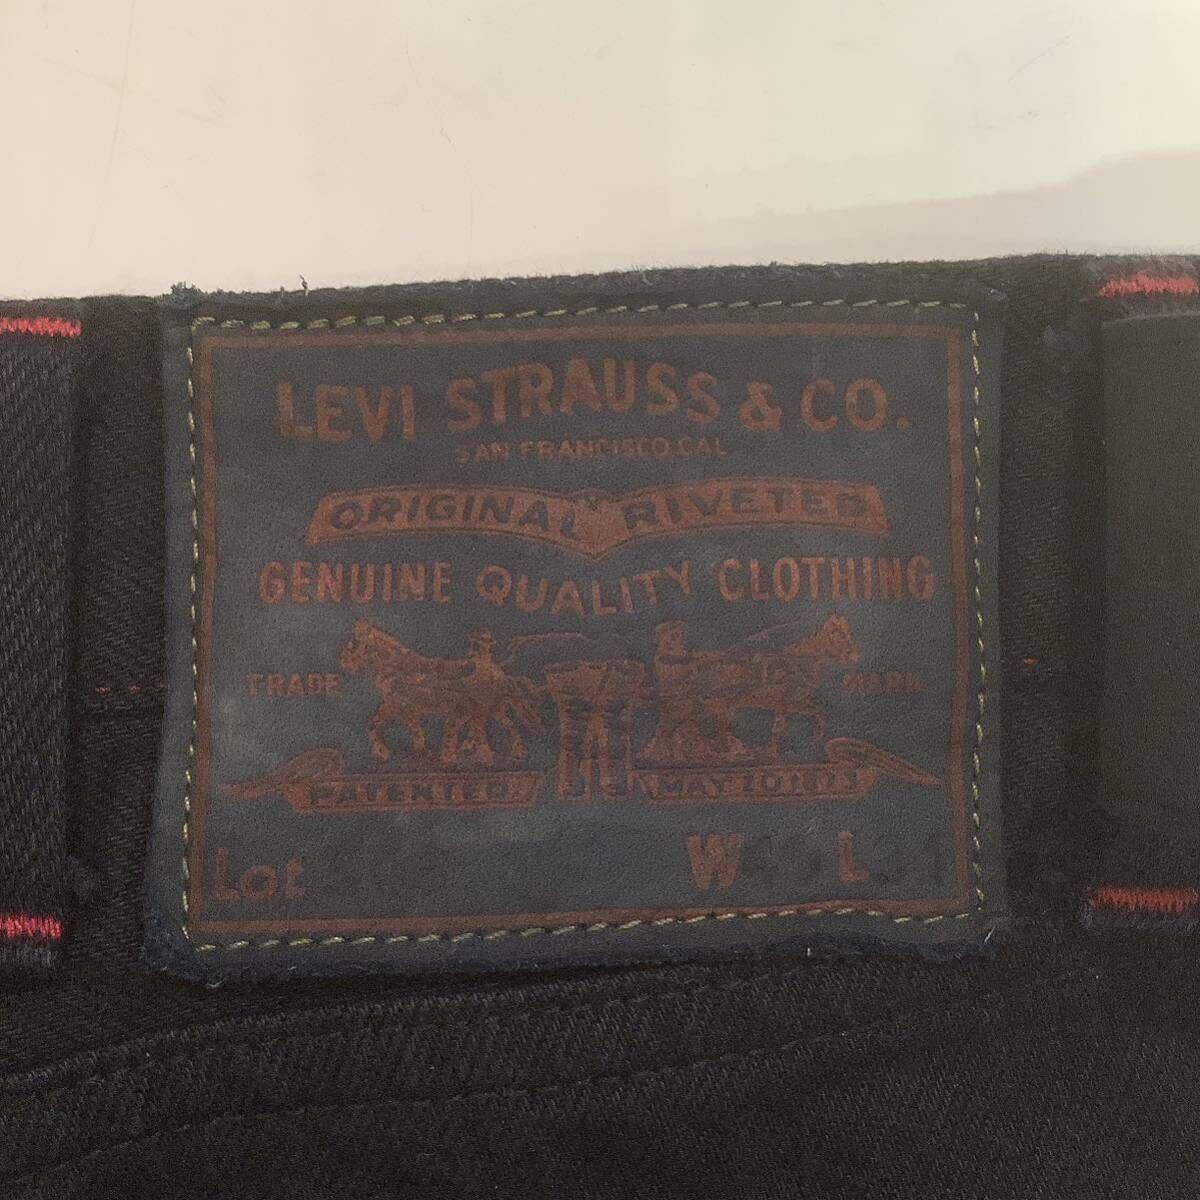 LEVI STRAUSS & CO.
SAN FRANCISCO, CAL
ORIGINAL RIVETED
GENUINE QUALITY CLOTHING
TRADE MARK
PATENTED MAY 20 1873
Lot W L